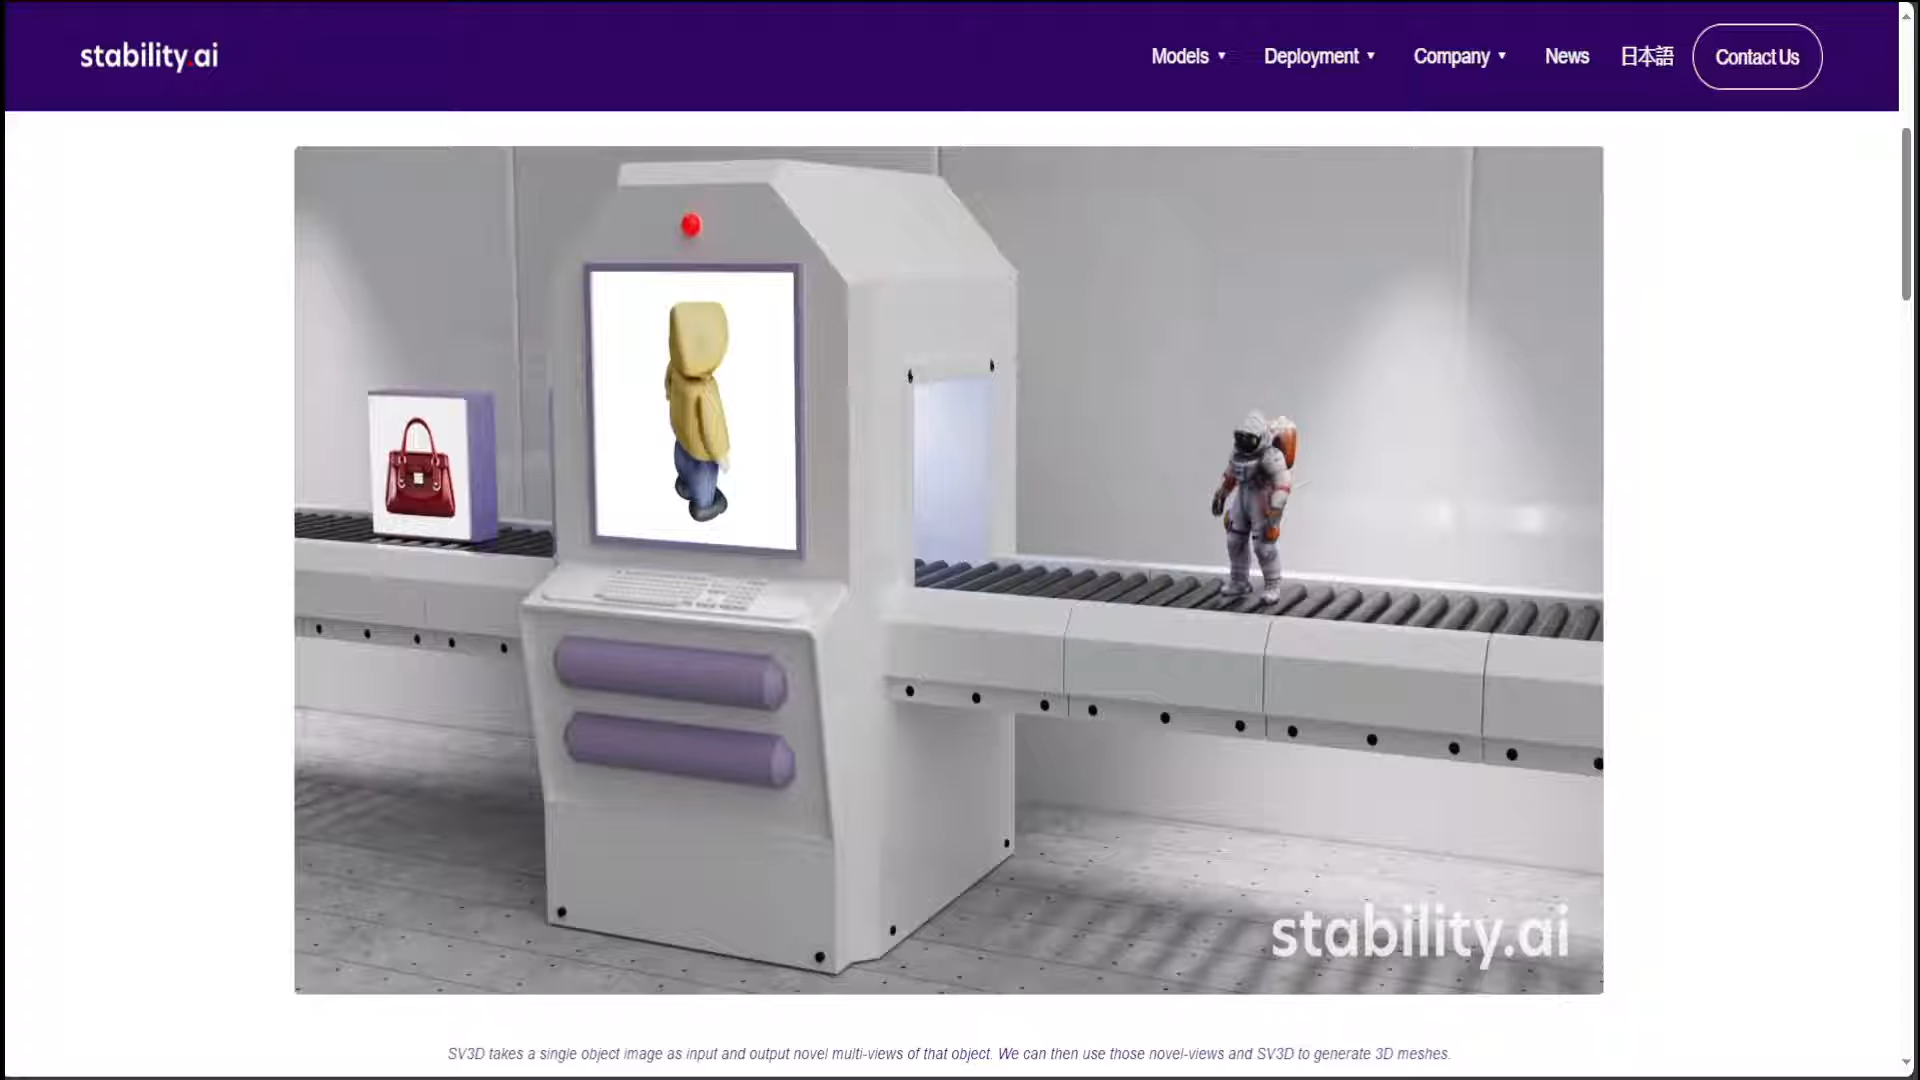 stability.ai
Models
Deployment
Company
News
日本語
Contact Us
stability.ai
SV3D takes a single object image as input and output novel multi-views of that object. We can then use those novel-views and SV3D to generate 3D meshes.